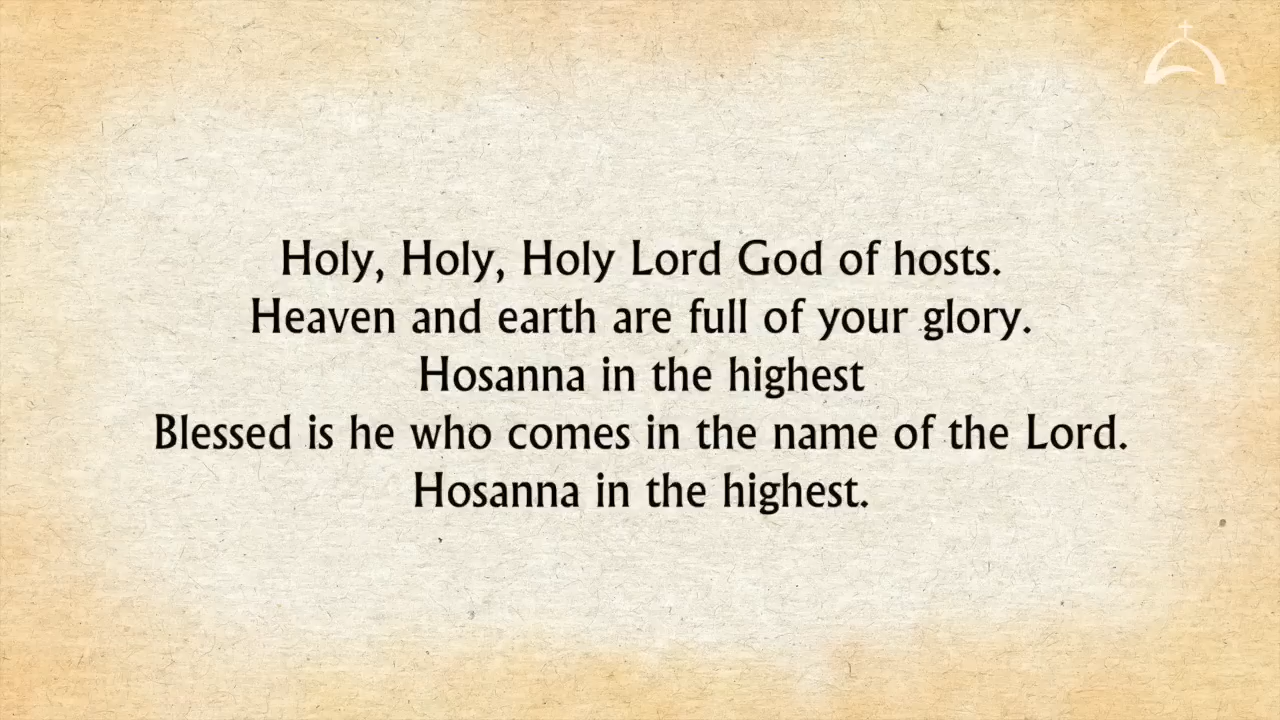 Holy, Holy, Holy Lord God of hosts.
Heaven and earth are full of your glory.
Hosanna in the highest
Blessed is he who comes in the name of the Lord.
Hosanna in the highest.